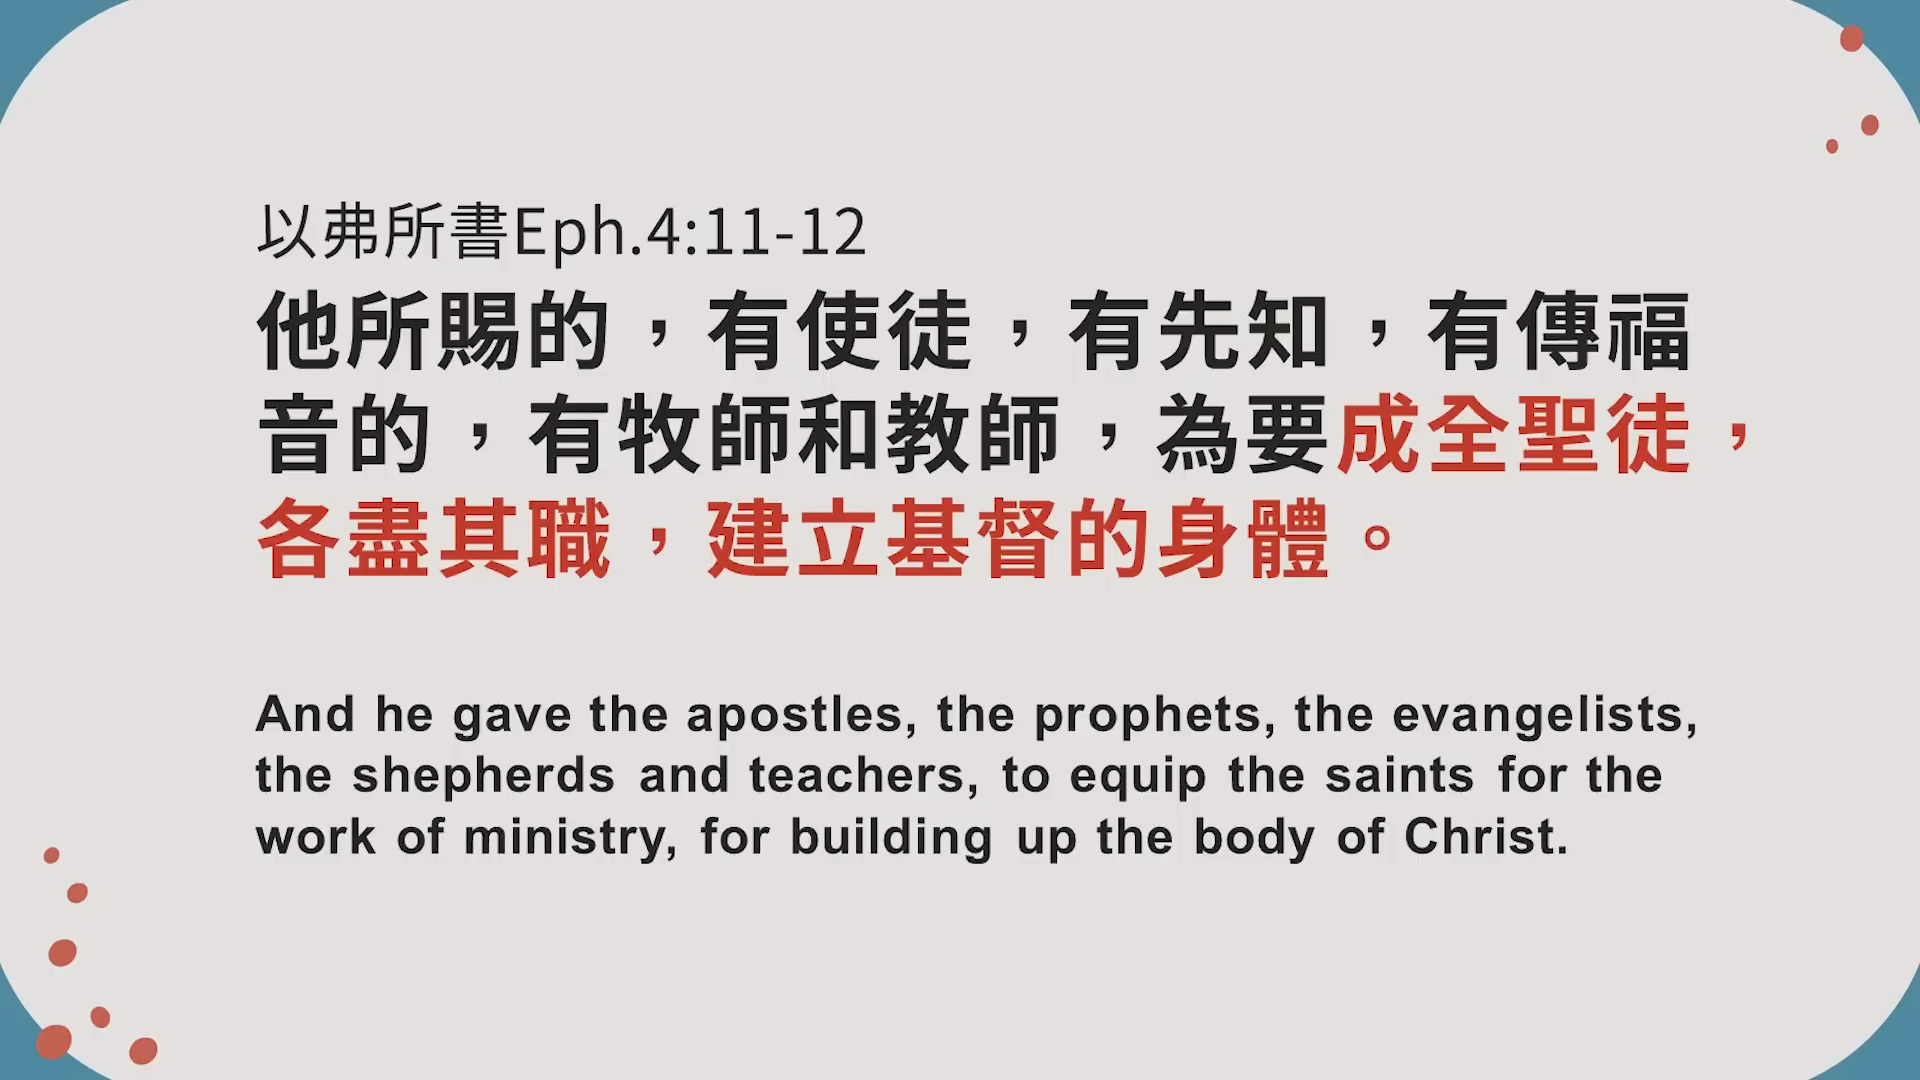 以弗所書Eph.4:11-12
他所賜的，有使徒，有先知，有傳福
音的，有牧師和教師，為要成全聖徒，
各盡其職，建立基督的身體。
And he gave the apostles, the prophets, the evangelists,
the shepherds and teachers, to equip the saints for the
work of ministry, for building up the body of Christ.